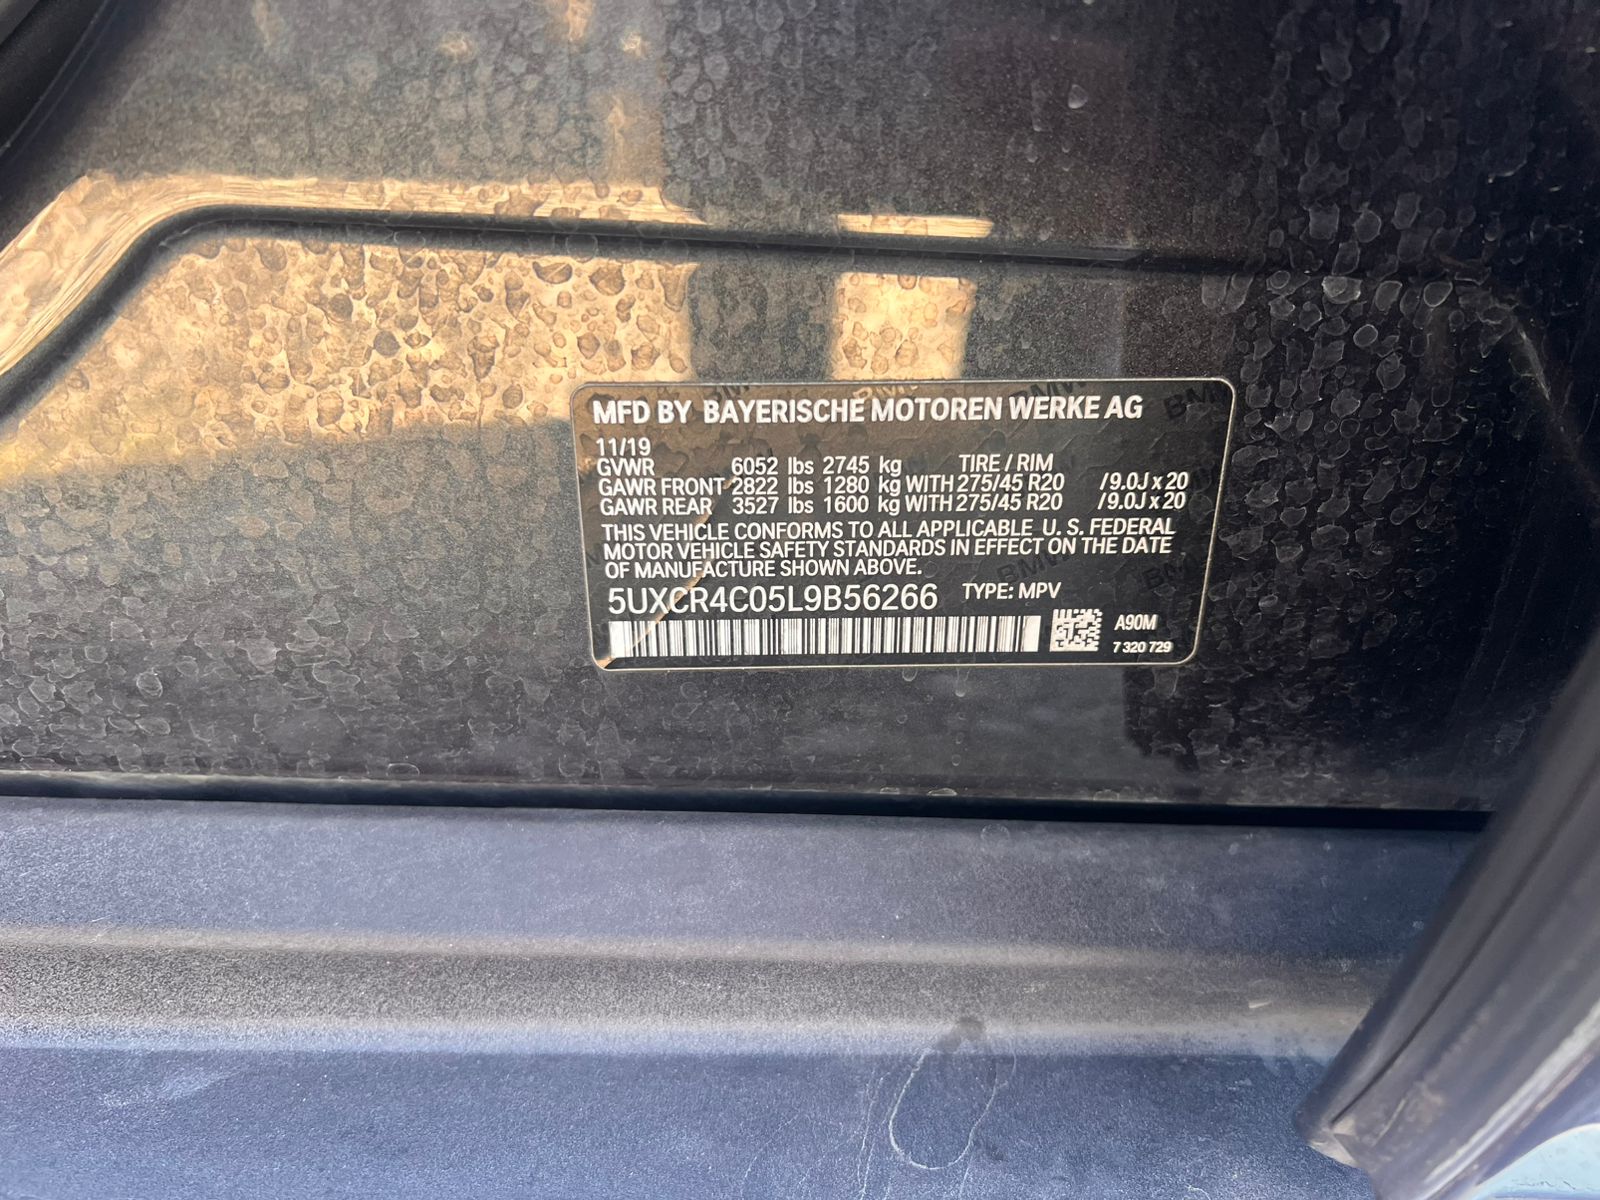 MFD BY BAYERISCHE MOTOREN WERKE AG
11/19
GVWR 6052 lbs 2745 kg TIRE / RIM
GAWR FRONT 2822 lbs 1280 kg WITH 275/45 R20 / 9.0J x 20
GAWR REAR 3527 lbs 1600 kg WITH 275/45 R20 / 9.0J x 20
THIS VEHICLE CONFORMS TO ALL APPLICABLE U. S. FEDERAL
MOTOR VEHICLE SAFETY STANDARDS IN EFFECT ON THE DATE
OF MANUFACTURE SHOWN ABOVE.
5UXCR4C05L9B56266 TYPE: MPV
A90M
7 320 729